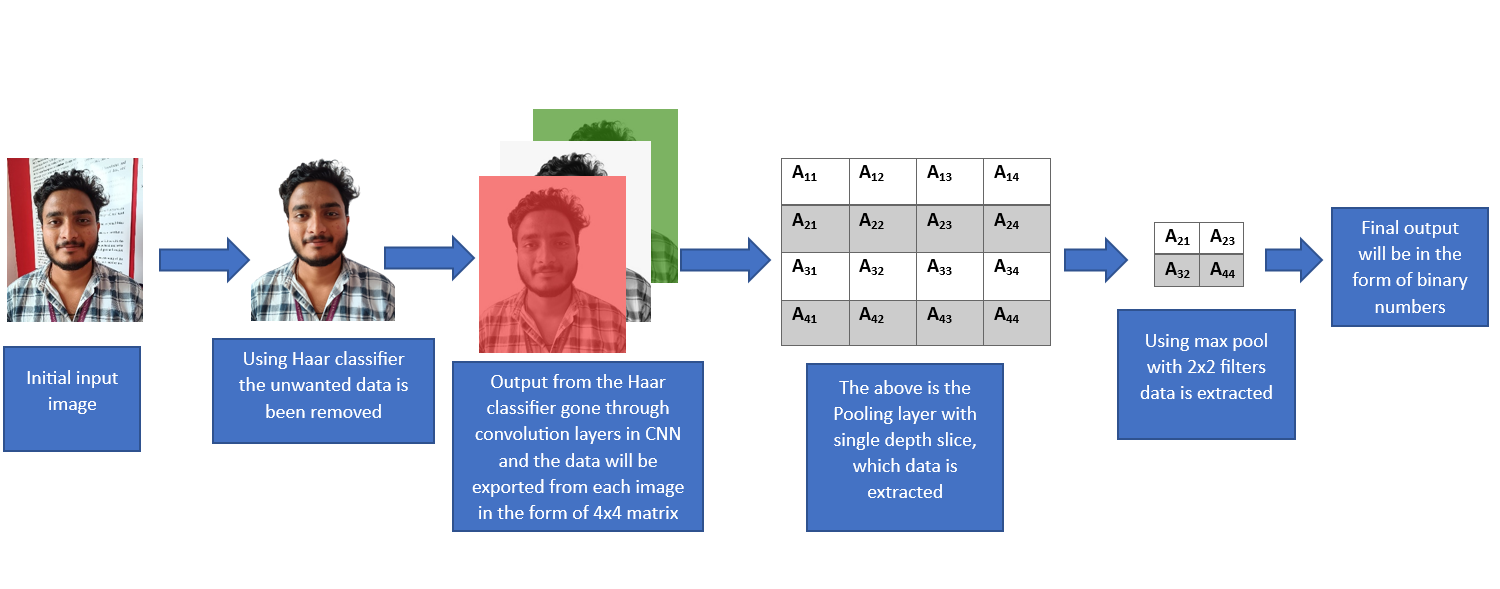 Initial input
image
Using Haar classifier
the unwanted data is
been removed
Output from the Haar
classifier gone through
convolution layers in CNN
and the data will be
exported from each image
in the form of 4x4 matrix
A₁₁ A₁₂ A₁₃ A₁₄
A₂₁ A₂₂ A₂₃ A₂₄
A₃₁ A₃₂ A₃₃ A₃₄
A₄₁ A₄₂ A₄₃ A₄₄
The above is the
Pooling layer with
single depth slice,
which data is
extracted
A₂₁ A₂₃
A₃₂ A₄₄
Using max pool
with 2x2 filters
data is extracted
Final output
will be in the
form of binary
numbers